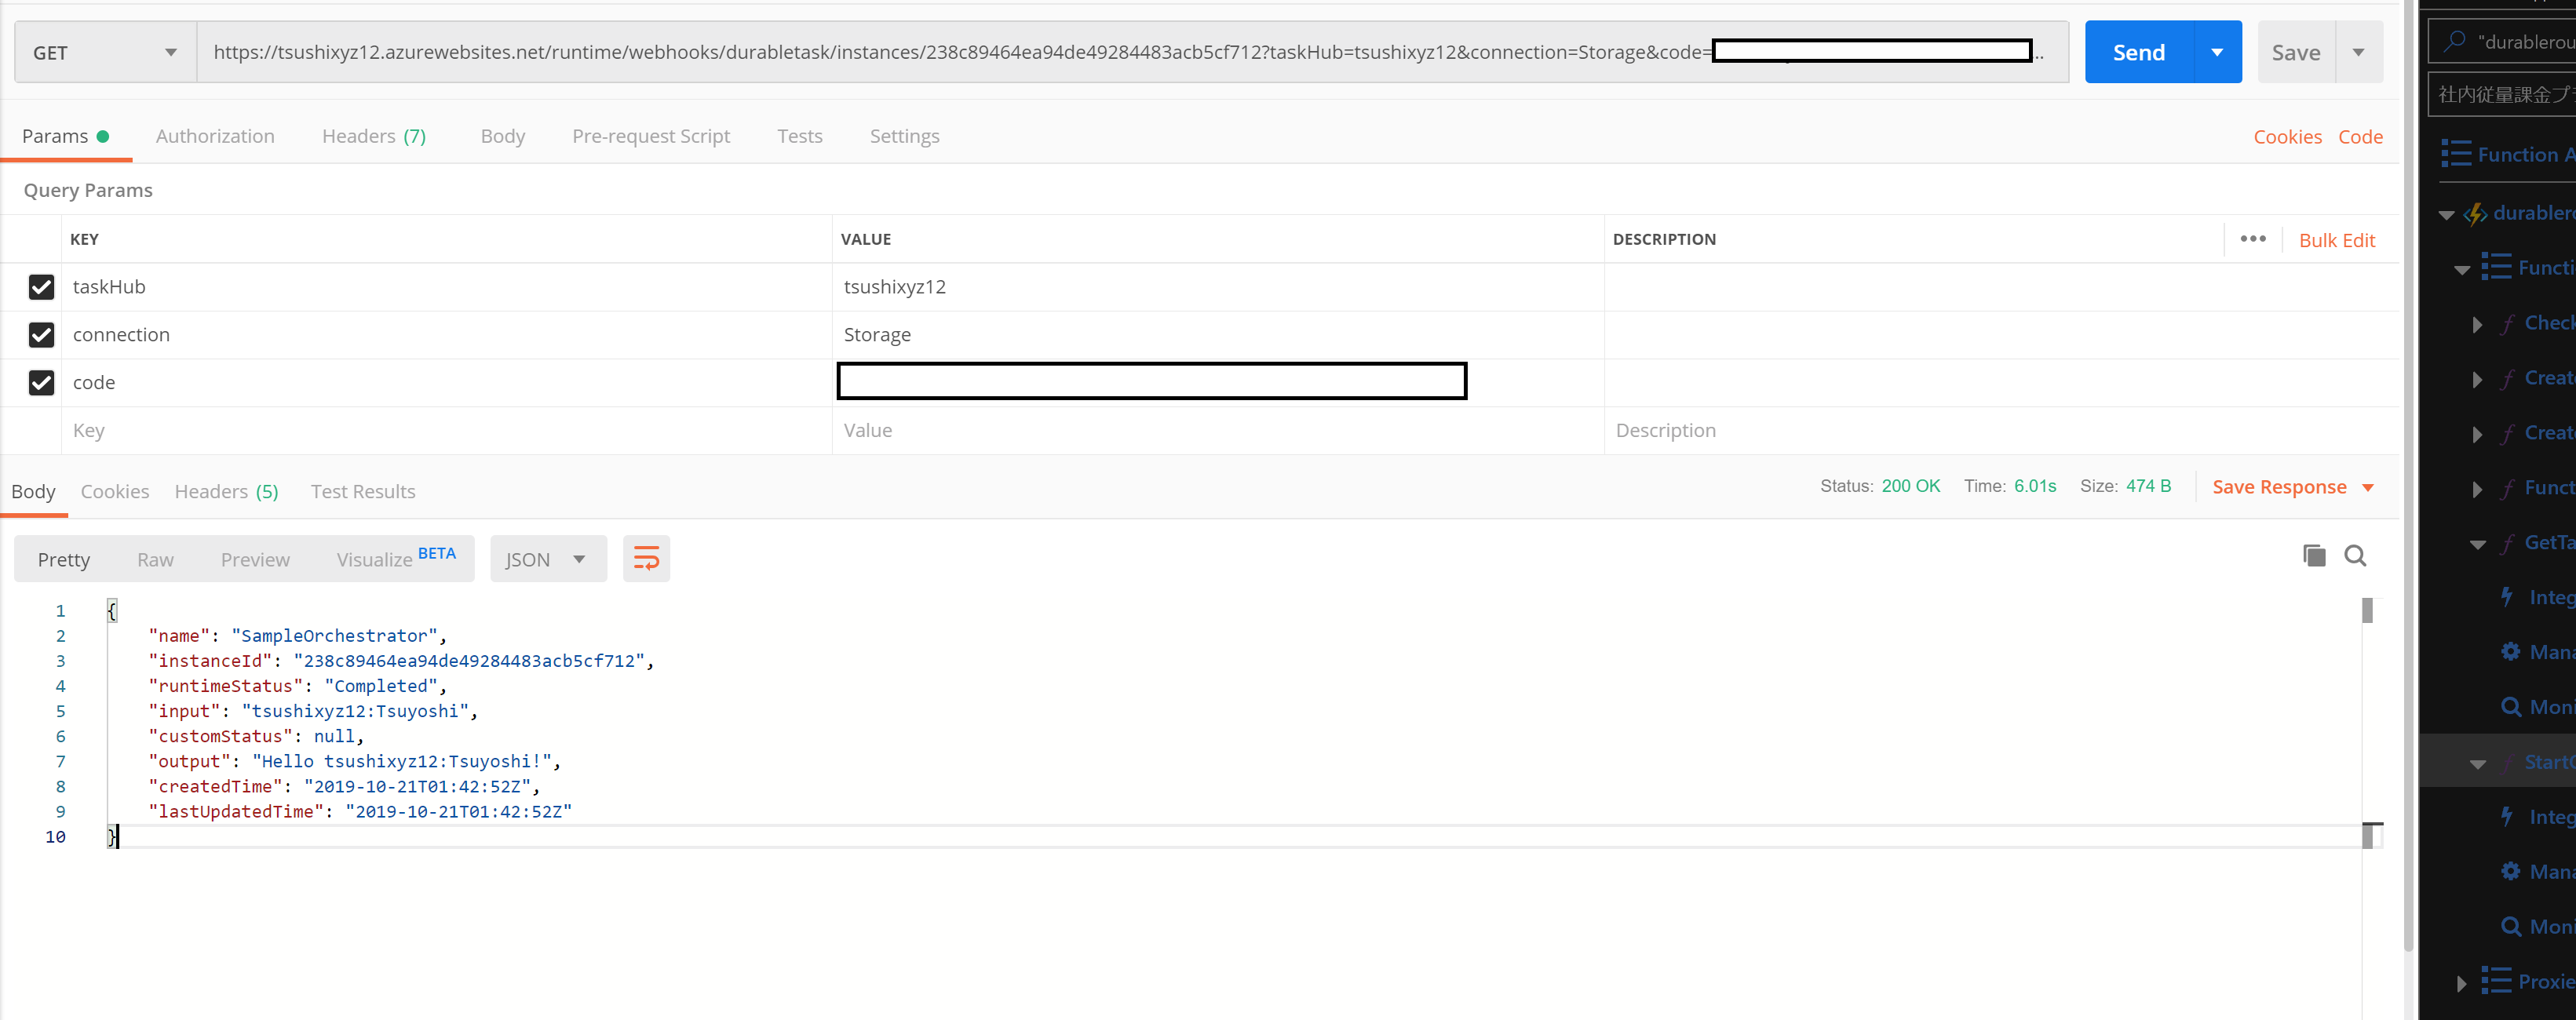 GET
https://tsushixyz12.azurewebsites.net/runtime/webhooks/durabletask/instances/238c89464ea94de49284483acb5cf712?taskHub=tsushixyz12&connection=Storage&code= ..
Send
Save
Params
Authorization
Headers (7)
Body
Pre-request Script
Tests
Settings
Cookies
Code
Query Params
KEY
VALUE
DESCRIPTION
•••
Bulk Edit
taskHub
tsushixyz12
connection
Storage
code
Key
Value
Description
Body
Cookies
Headers (5)
Test Results
Status: 200 OK
Time: 6.01s
Size: 474 B
Save Response
Pretty
Raw
Preview
Visualize BETA
JSON
1 {
2 "name": "SampleOrchestrator",
3 "instanceId": "238c89464ea94de49284483acb5cf712",
4 "runtimeStatus": "Completed",
5 "input": "tsushixyz12:Tsuyoshi",
6 "customStatus": null,
7 "output": "Hello tsushixyz12:Tsuyoshi!",
8 "createdTime": "2019-10-21T01:42:52Z",
9 "lastUpdatedTime": "2019-10-21T01:42:52Z"
10 }
"durablerou
社内従量課金プ
Function A
durablero
Functi
Check
Create
Create
Funct
GetTa
Integ
Mana
Moni
StartO
Integ
Mana
Moni
Proxie